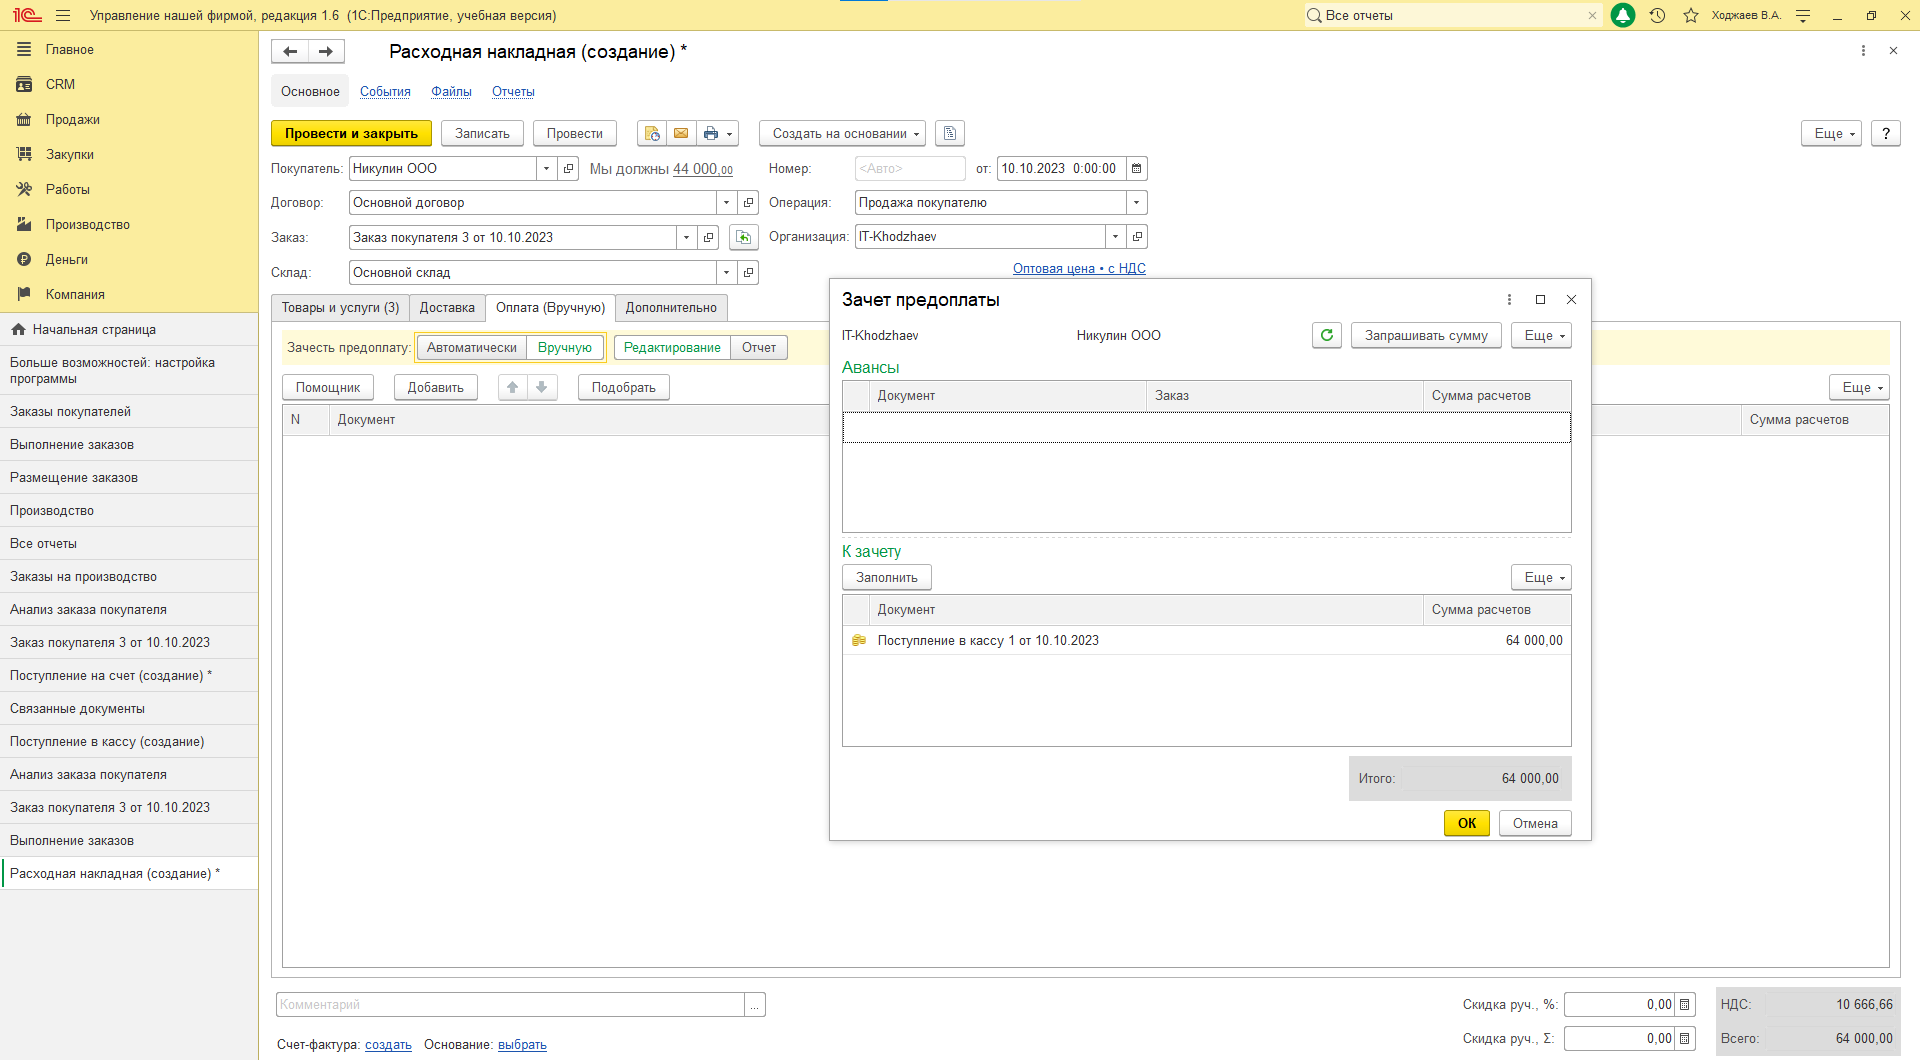 Управление нашей фирмой, редакция 1.6 (1С:Предприятие, учебная версия)
Все отчеты
Ходжаев В.А.
Главное
CRM
Продажи
Закупки
Работы
Производство
Деньги
Компания
Начальная страница
Больше возможностей: настройка
программы
Заказы покупателей
Выполнение заказов
Размещение заказов
Производство
Все отчеты
Заказы на производство
Анализ заказа покупателя
Заказ покупателя 3 от 10.10.2023
Поступление на счет (создание) *
Связанные документы
Поступление в кассу (создание)
Анализ заказа покупателя
Заказ покупателя 3 от 10.10.2023
Выполнение заказов
Расходная накладная (создание) *
Расходная накладная (создание) *
Основное События Файлы Отчеты
Провести и закрыть Записать Провести Создать на основании Еще ?
Покупатель: Никулин ООО Мы должны 44 000,00 Номер: <Авто> от: 10.10.2023 0:00:00
Договор: Основной договор Операция: Продажа покупателю
Заказ: Заказ покупателя 3 от 10.10.2023 Организация: IT-Khodzhaev
Склад: Основной склад Оптовая цена • с НДС
Товары и услуги (3) Доставка Оплата (Вручную) Дополнительно
Зачесть предоплату: Автоматически Вручную Редактирование Отчет
Помощник Добавить Подобрать Еще
N Документ Сумма расчетов
Зачет предоплаты
IT-Khodzhaev Никулин ООО Запрашивать сумму Еще
Авансы
Документ Заказ Сумма расчетов
К зачету
Заполнить Еще
Документ Сумма расчетов
Поступление в кассу 1 от 10.10.2023 64 000,00
Итого: 64 000,00
ОК Отмена
Комментарий ...
Скидка руч., %: 0,00 НДС: 10 666,66
Счет-фактура: создать Основание: выбрать
Скидка руч., Σ: 0,00 Всего: 64 000,00